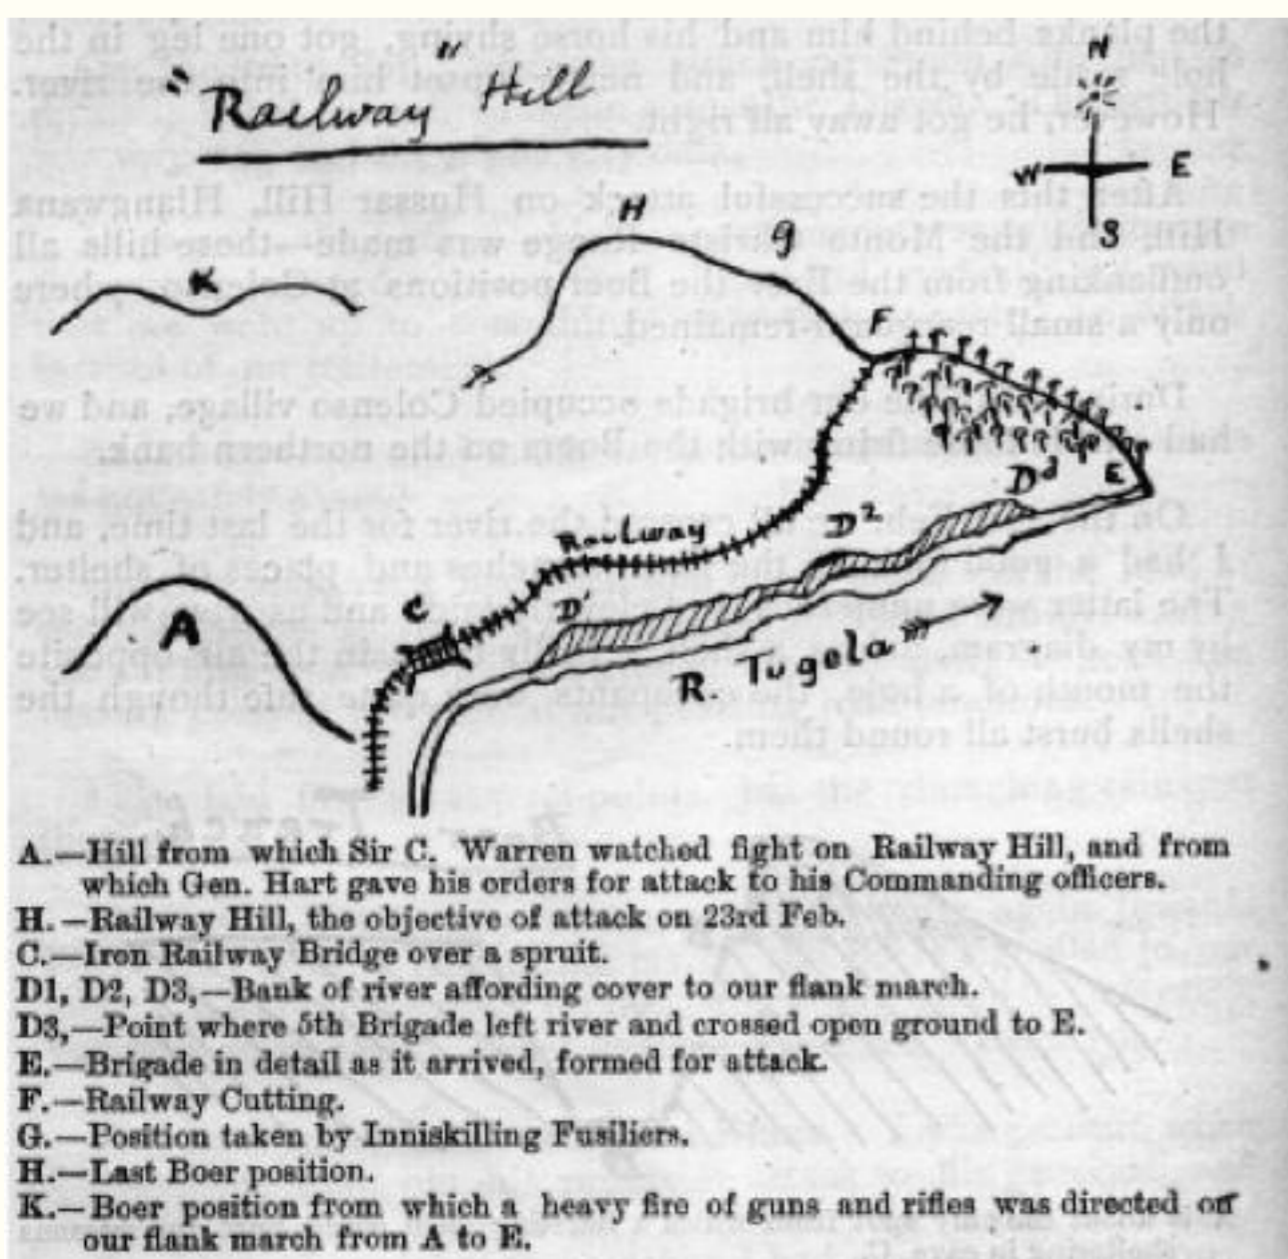 "Railway" Hill
N
W E
S
H
g
K
F
D3
E
D2
Railway
C
D1
A
R. Tugela
A.—Hill from which Sir C. Warren watched fight on Railway Hill, and from
which Gen. Hart gave his orders for attack to his Commanding officers.
H.—Railway Hill, the objective of attack on 23rd Feb.
C.—Iron Railway Bridge over a spruit.
D1, D2, D3,—Bank of river affording cover to our flank march.
D3,—Point where 5th Brigade left river and crossed open ground to E.
E.—Brigade in detail as it arrived, formed for attack.
F.—Railway Cutting.
G.—Position taken by Inniskilling Fusiliers.
H.—Last Boer position.
K.—Boer position from which a heavy fire of guns and rifles was directed on
our flank march from A to E.